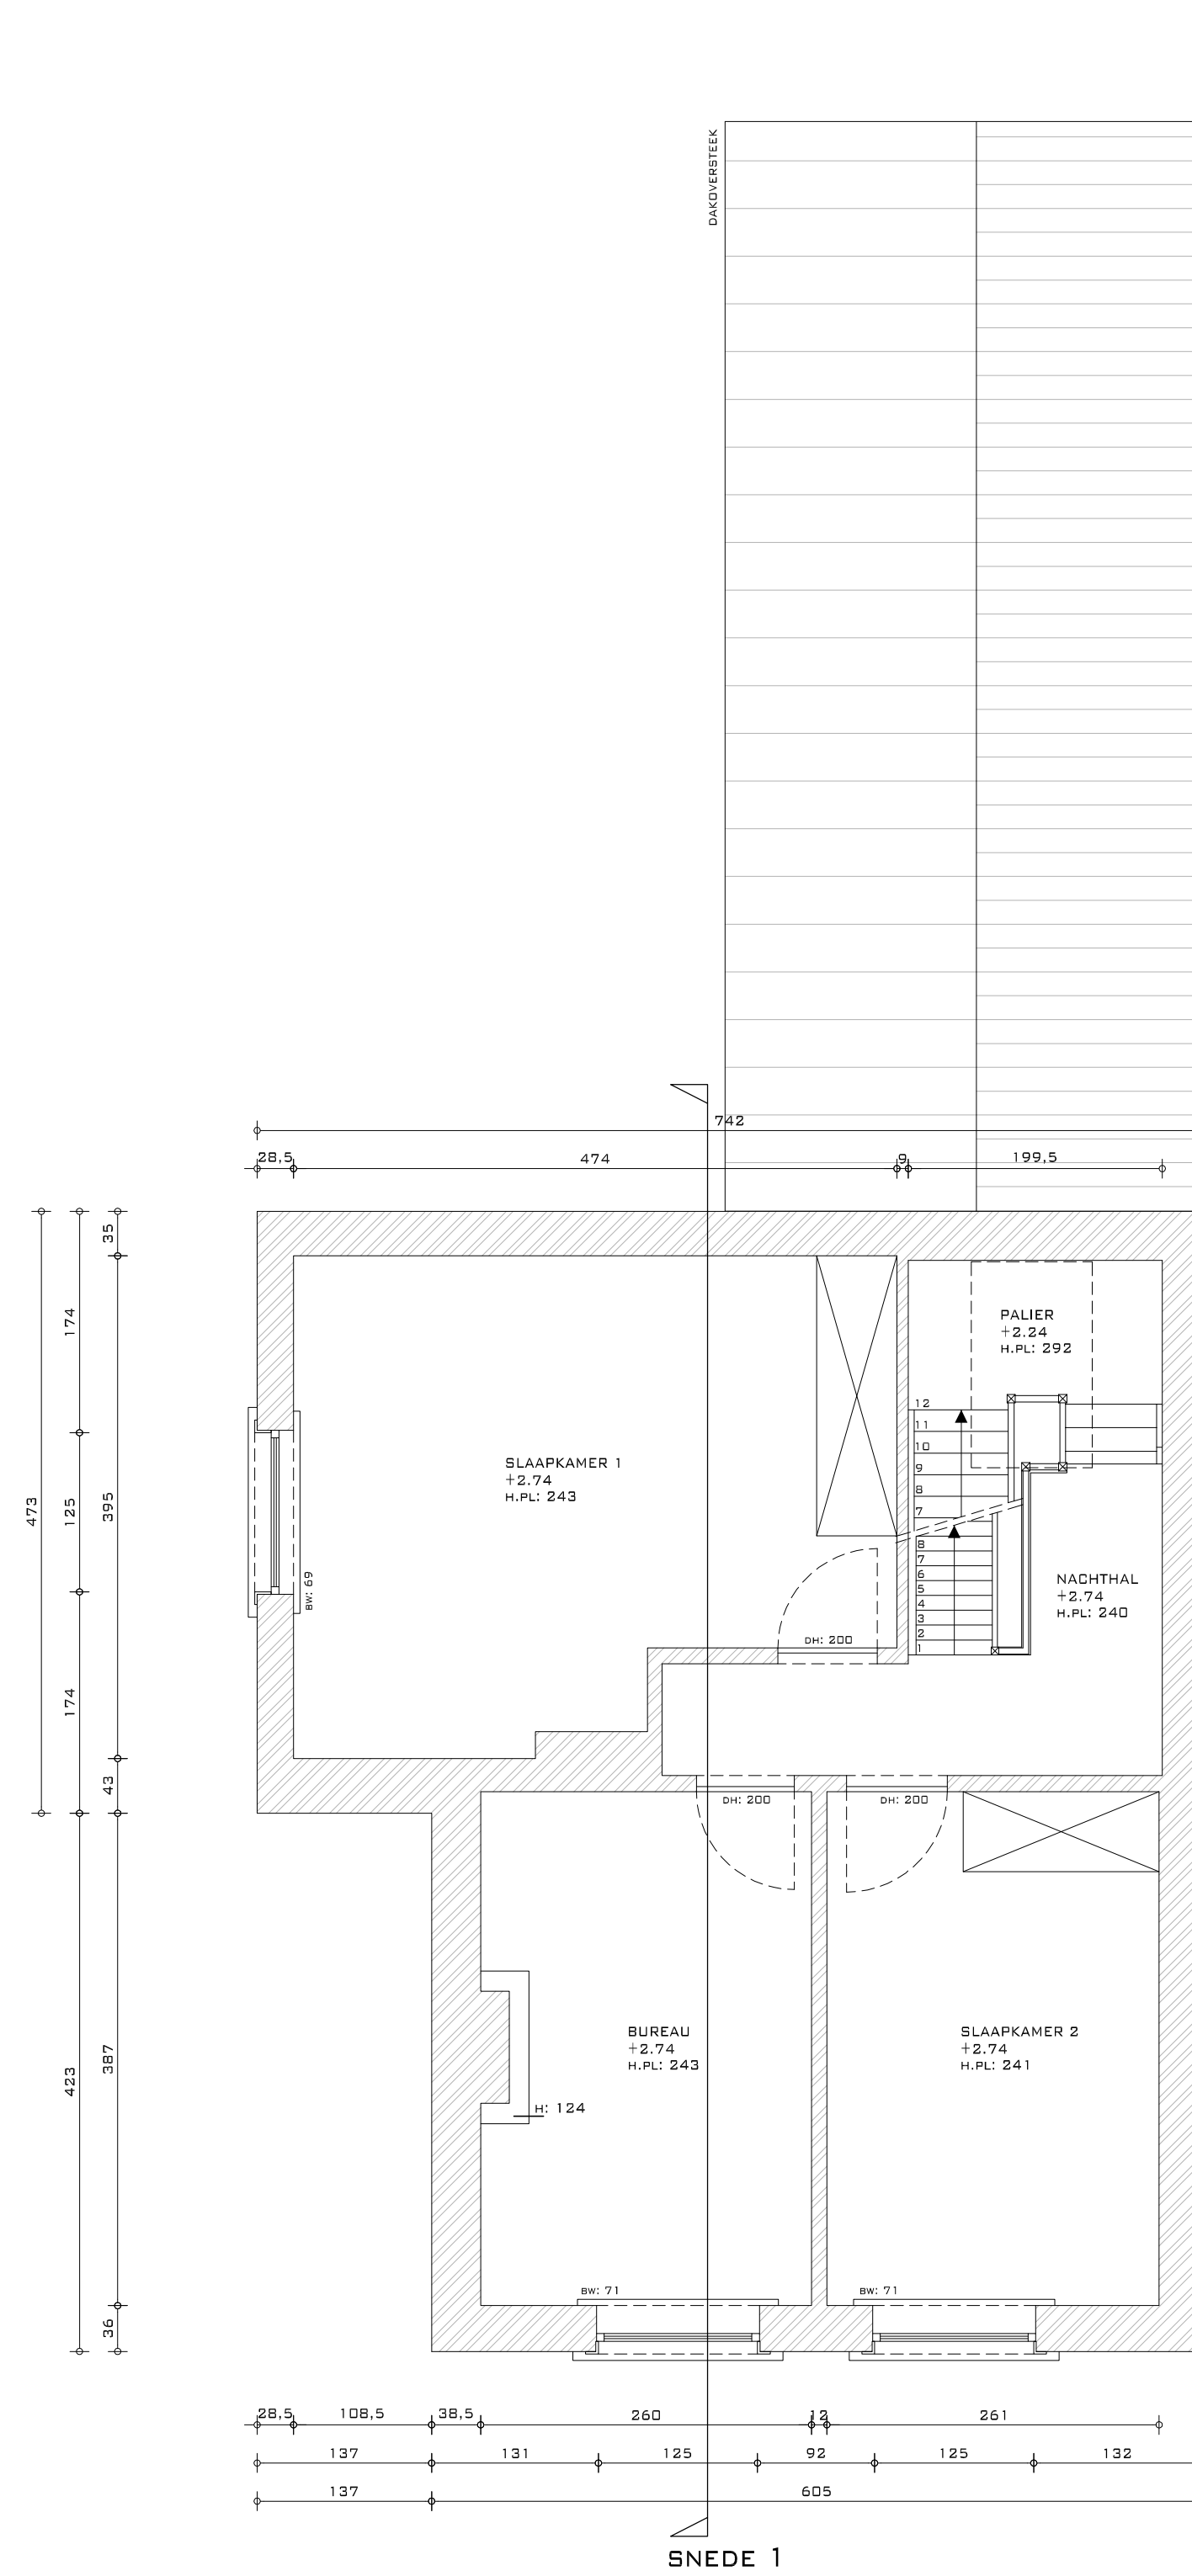 DAKOVERSTEEK
742
28,5 474 9 199,5
35
174
473
125
395
174
43
423
387
36
PALIER
+2.24
H.PL: 292
12
11
10
9
8
7
8
7
6
5
4
3
2
1
SLAAPKAMER 1
+2.74
H.PL: 243
BW: 69
NACHTHAL
+2.74
H.PL: 240
DH: 200
DH: 200
DH: 200
BUREAU
+2.74
H.PL: 243
H: 124
SLAAPKAMER 2
+2.74
H.PL: 241
BW: 71
BW: 71
28,5 108,5 38,5 260 12 261
137 131 125 92 125 132
137 605
SNEDE 1